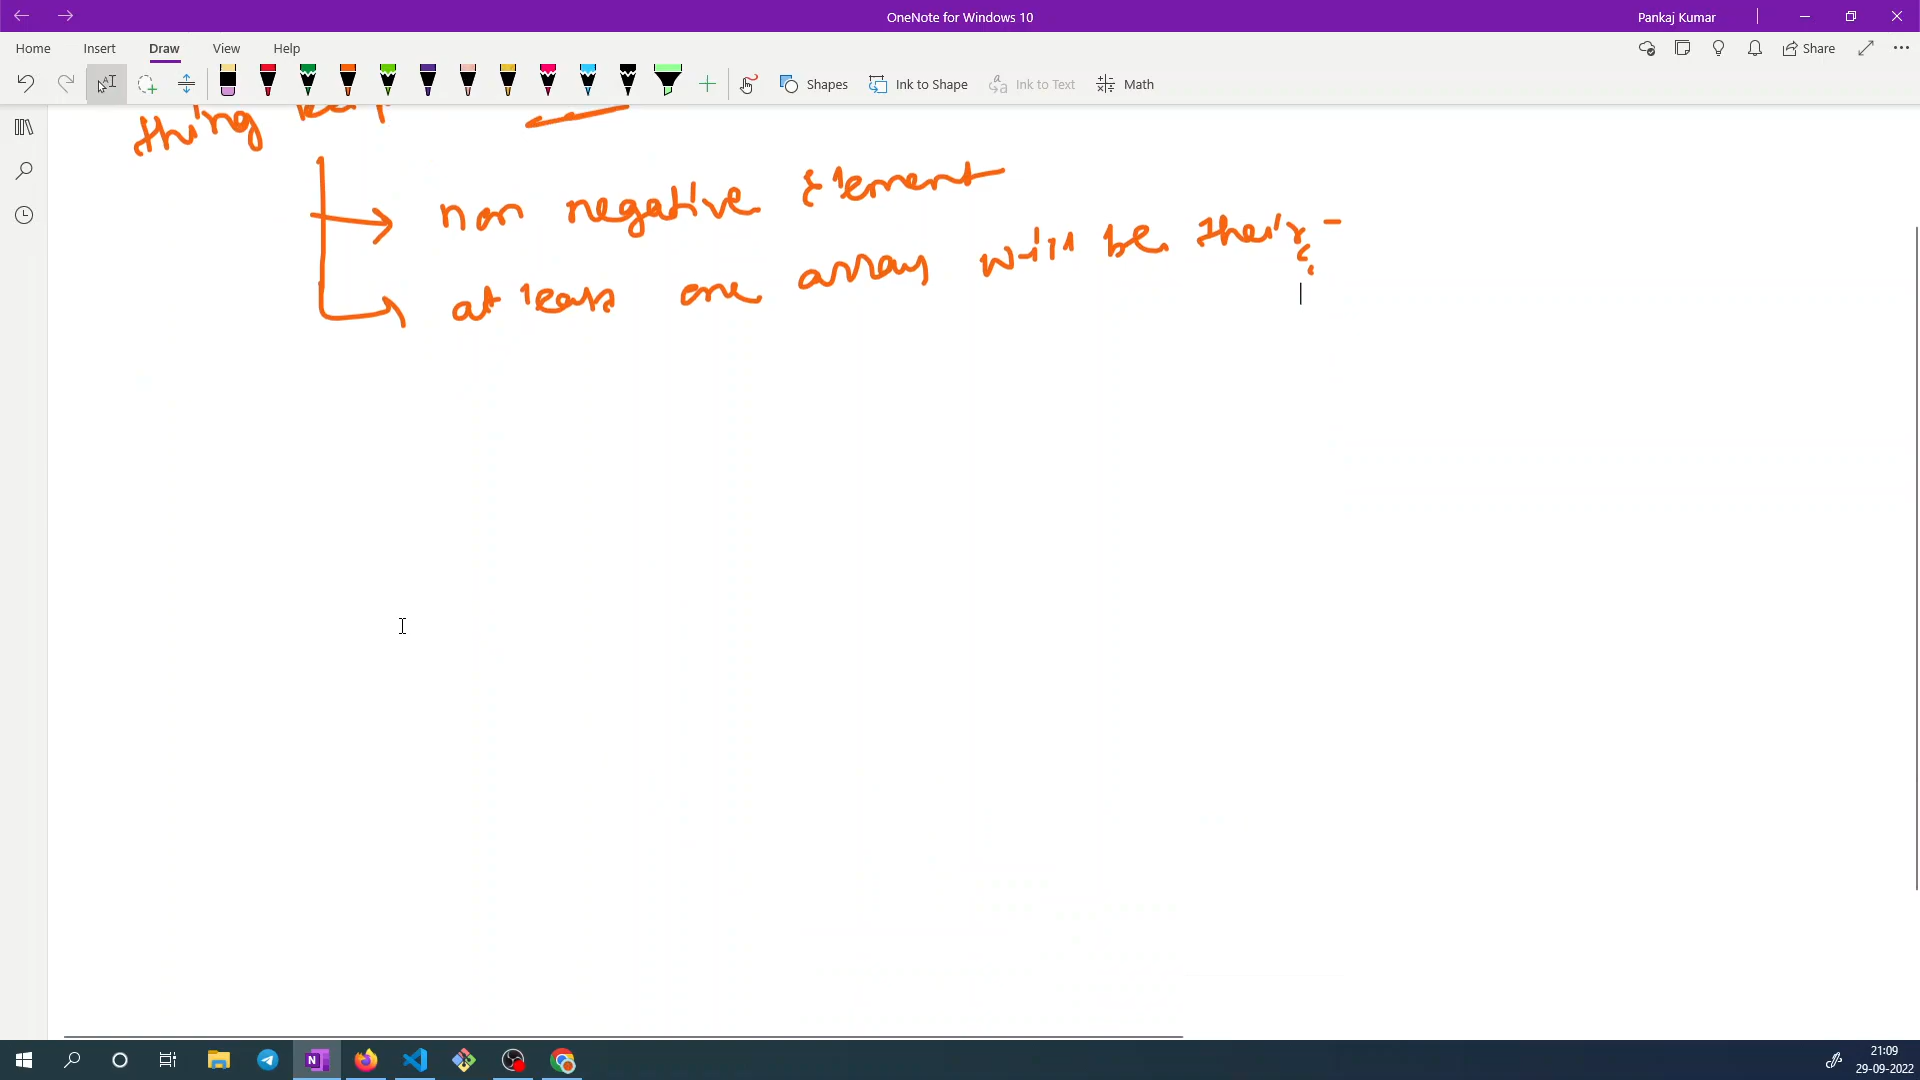 OneNote for Windows 10
Pankaj Kumar
Home Insert Draw View Help
Share
Shapes Ink to Shape Ink to Text Math
thing
non negative Element
at least one array will be their
21:09
29-09-2022